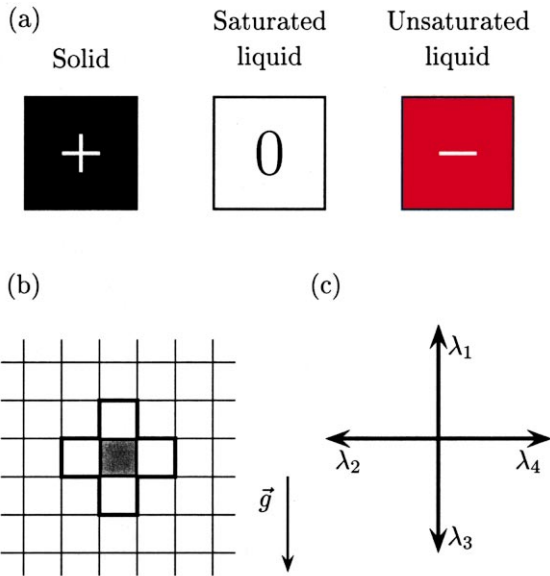 (a)
Solid
Saturated
liquid
Unsaturated
liquid
+
0
−
(b)
(c)
g⃗
λ₁
λ₂
λ₄
λ₃